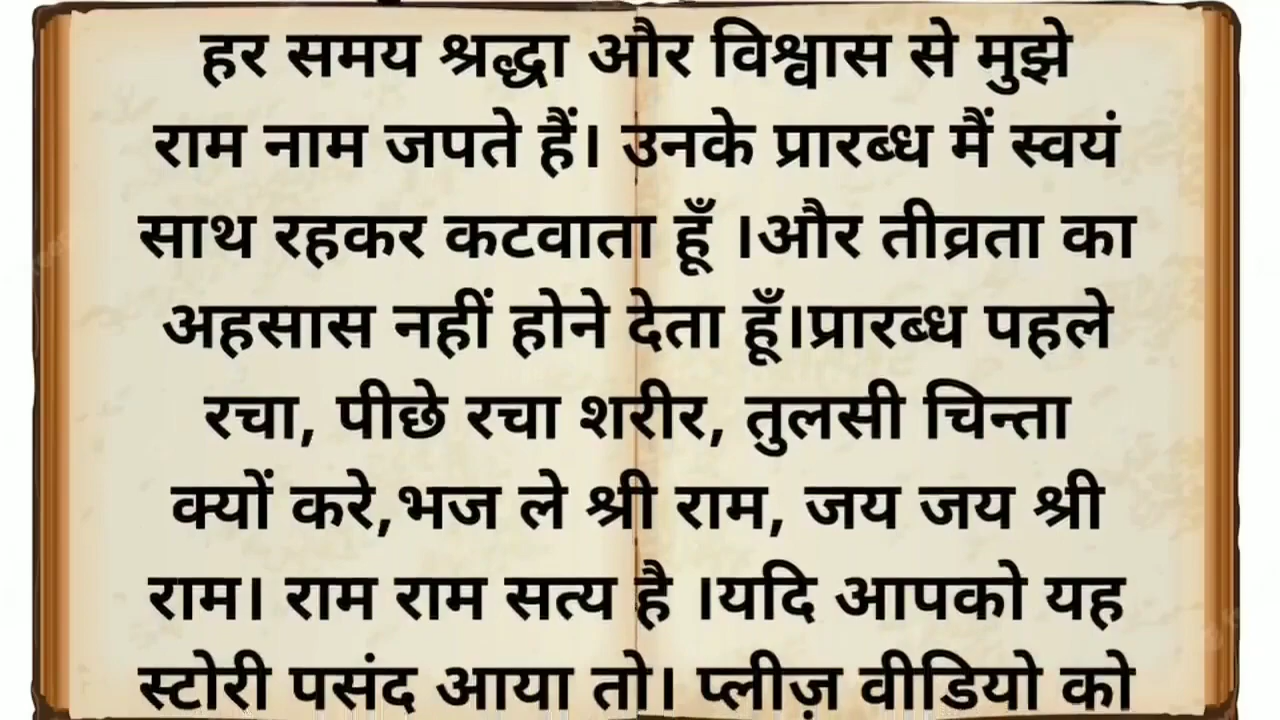 हर समय श्रद्धा और विश्वास से मुझे
राम नाम जपते हैं। उनके प्रारब्ध मैं स्वयं
साथ रहकर कटवाता हूँ ।और तीव्रता का
अहसास नहीं होने देता हूँ।प्रारब्ध पहले
रचा, पीछे रचा शरीर, तुलसी चिन्ता
क्यों करे,भज ले श्री राम, जय जय श्री
राम। राम राम सत्य है ।यदि आपको यह
स्टोरी पसंद आया तो। प्लीज़ वीडियो को